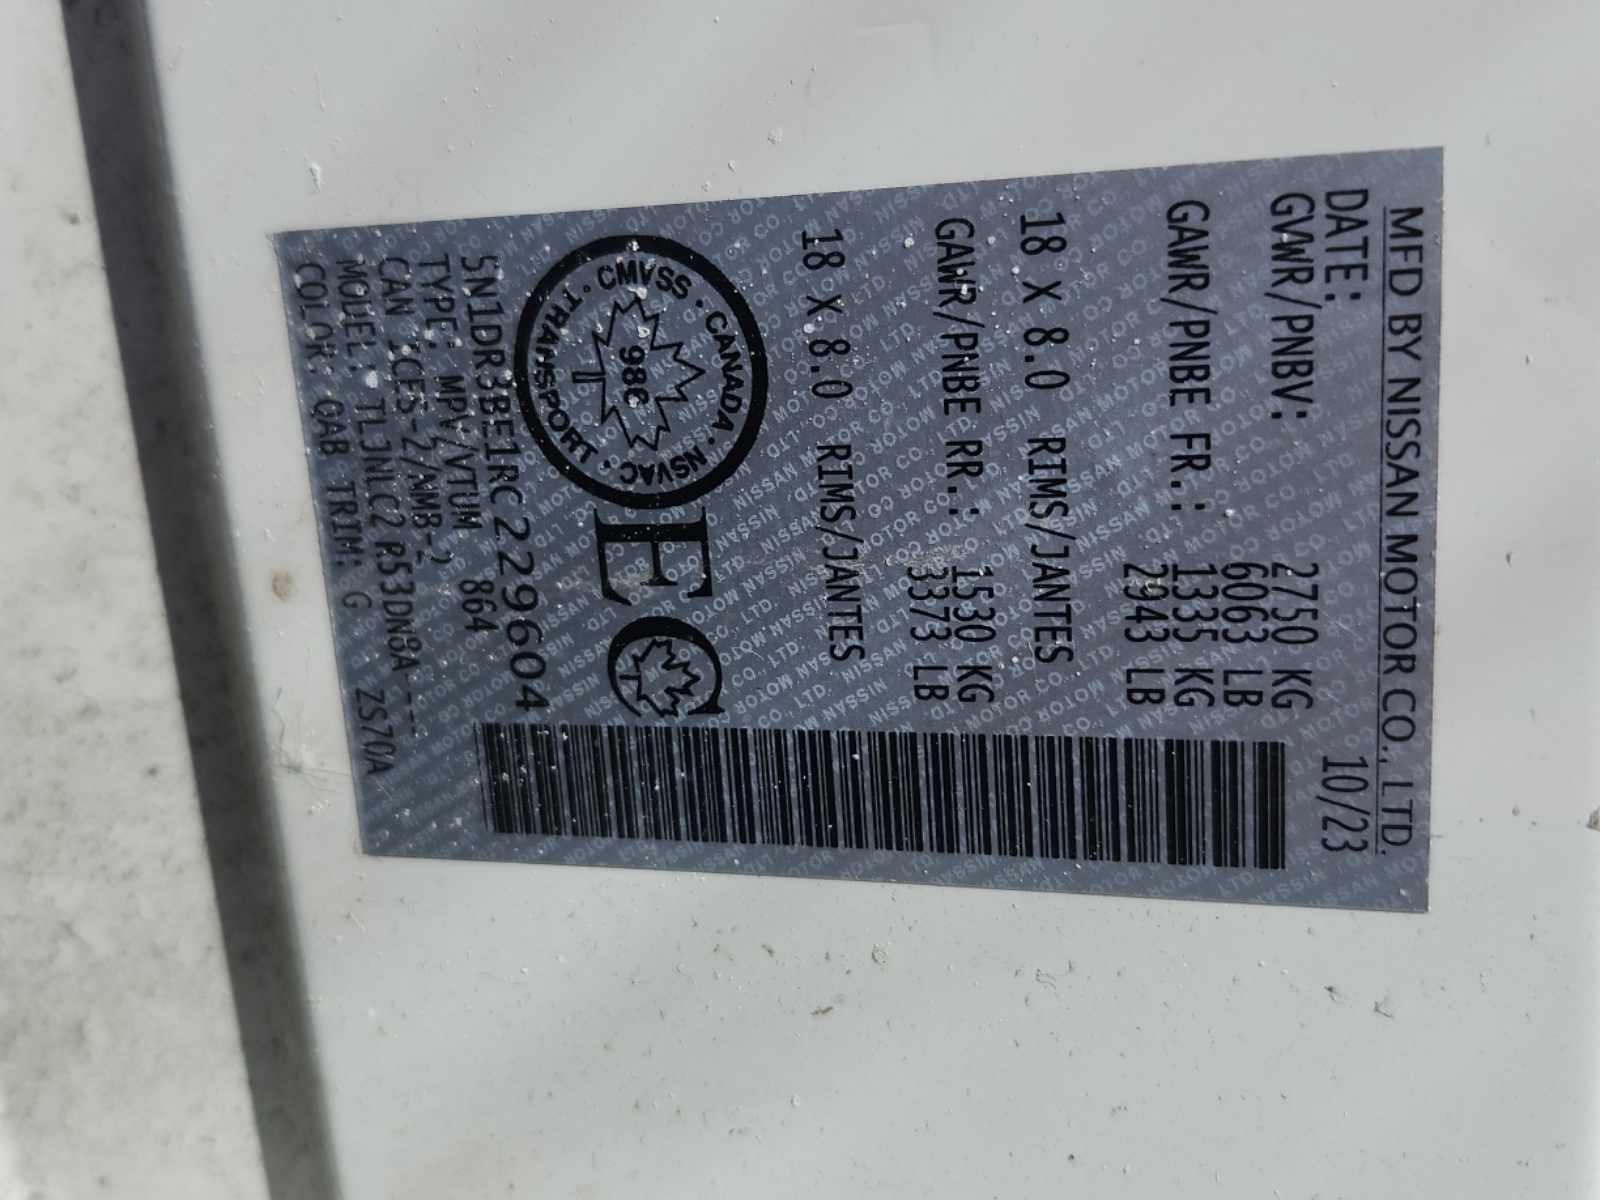 MFD BY NISSAN MOTOR CO., LTD.
DATE: 10/23
GVWR/PNBV: 2750 KG
6063 LB
GAWR/PNBE FR.: 1335 KG
2943 LB
18 X 8.0 RIMS/JANTES
GAWR/PNBE RR.: 1530 KG
3373 LB
18 X 8.0 RIMS/JANTES
CMVSS · CANADA · NSVAC · TRANSPORT ·
986
EC
5N1DR3BE1RC229604
TYPE: MPV/VTUM 864
CAN ICES-2/NMB-2
MODEL: TLJNLC2 R53DN8A----
COLOR: QAB TRIM: G ZS70A